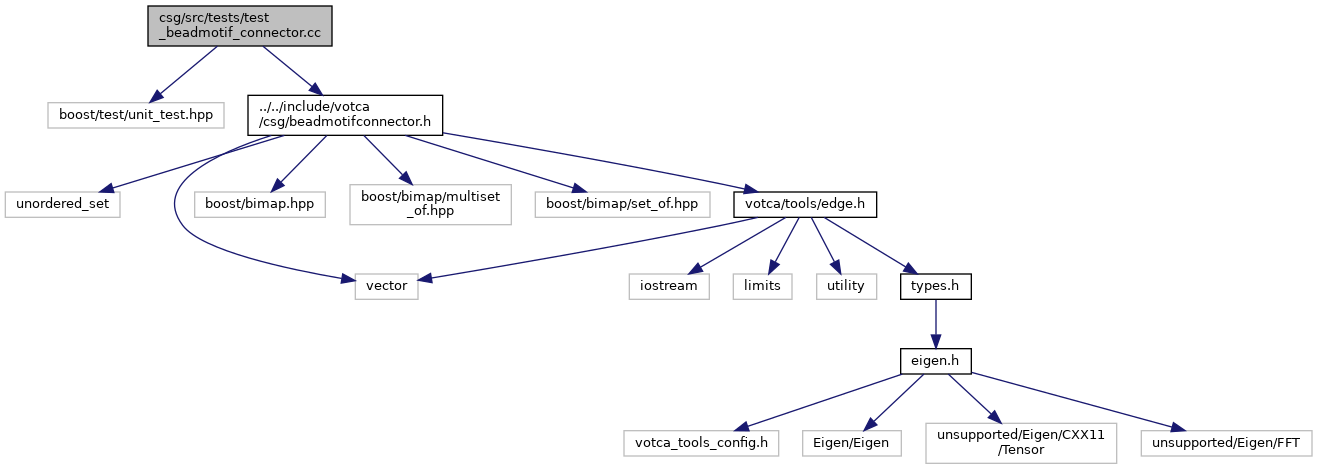 csg/src/tests/test
_beadmotif_connector.cc
boost/test/unit_test.hpp
../../include/votca
/csg/beadmotifconnector.h
unordered_set
boost/bimap.hpp
boost/bimap/multiset
_of.hpp
boost/bimap/set_of.hpp
votca/tools/edge.h
vector
iostream
limits
utility
types.h
eigen.h
votca_tools_config.h
Eigen/Eigen
unsupported/Eigen/CXX11
/Tensor
unsupported/Eigen/FFT